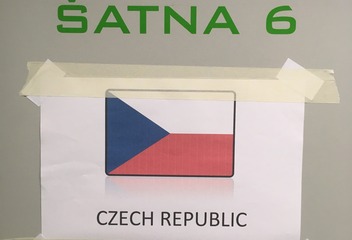 ŠATNA 6
CZECH REPUBLIC